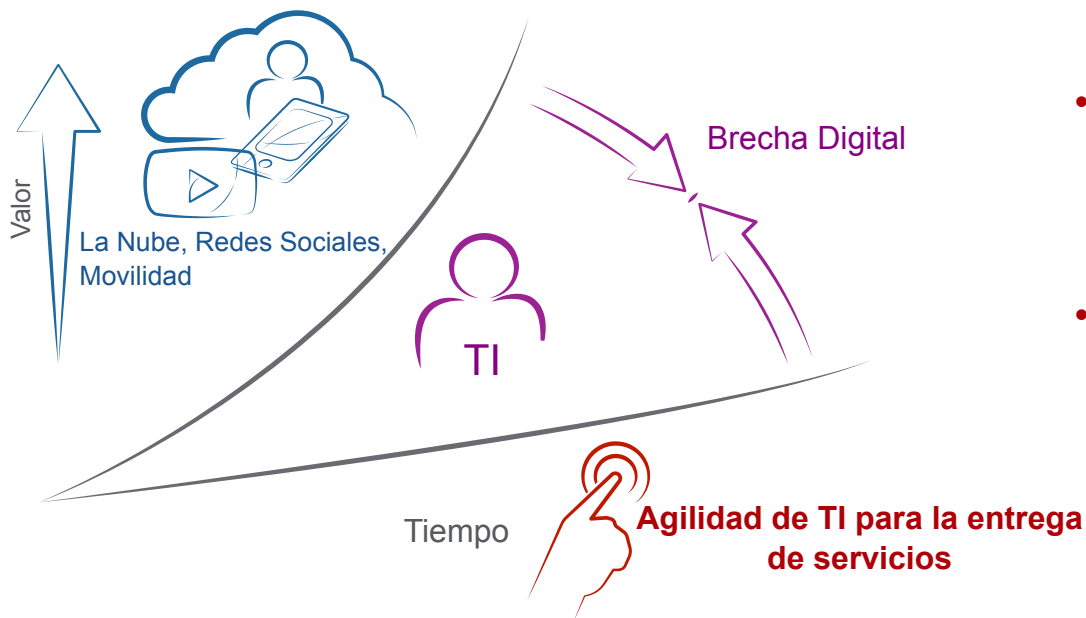 Valor
La Nube, Redes Sociales,
Movilidad
Brecha Digital
TI
Tiempo
Agilidad de TI para la entrega
de servicios